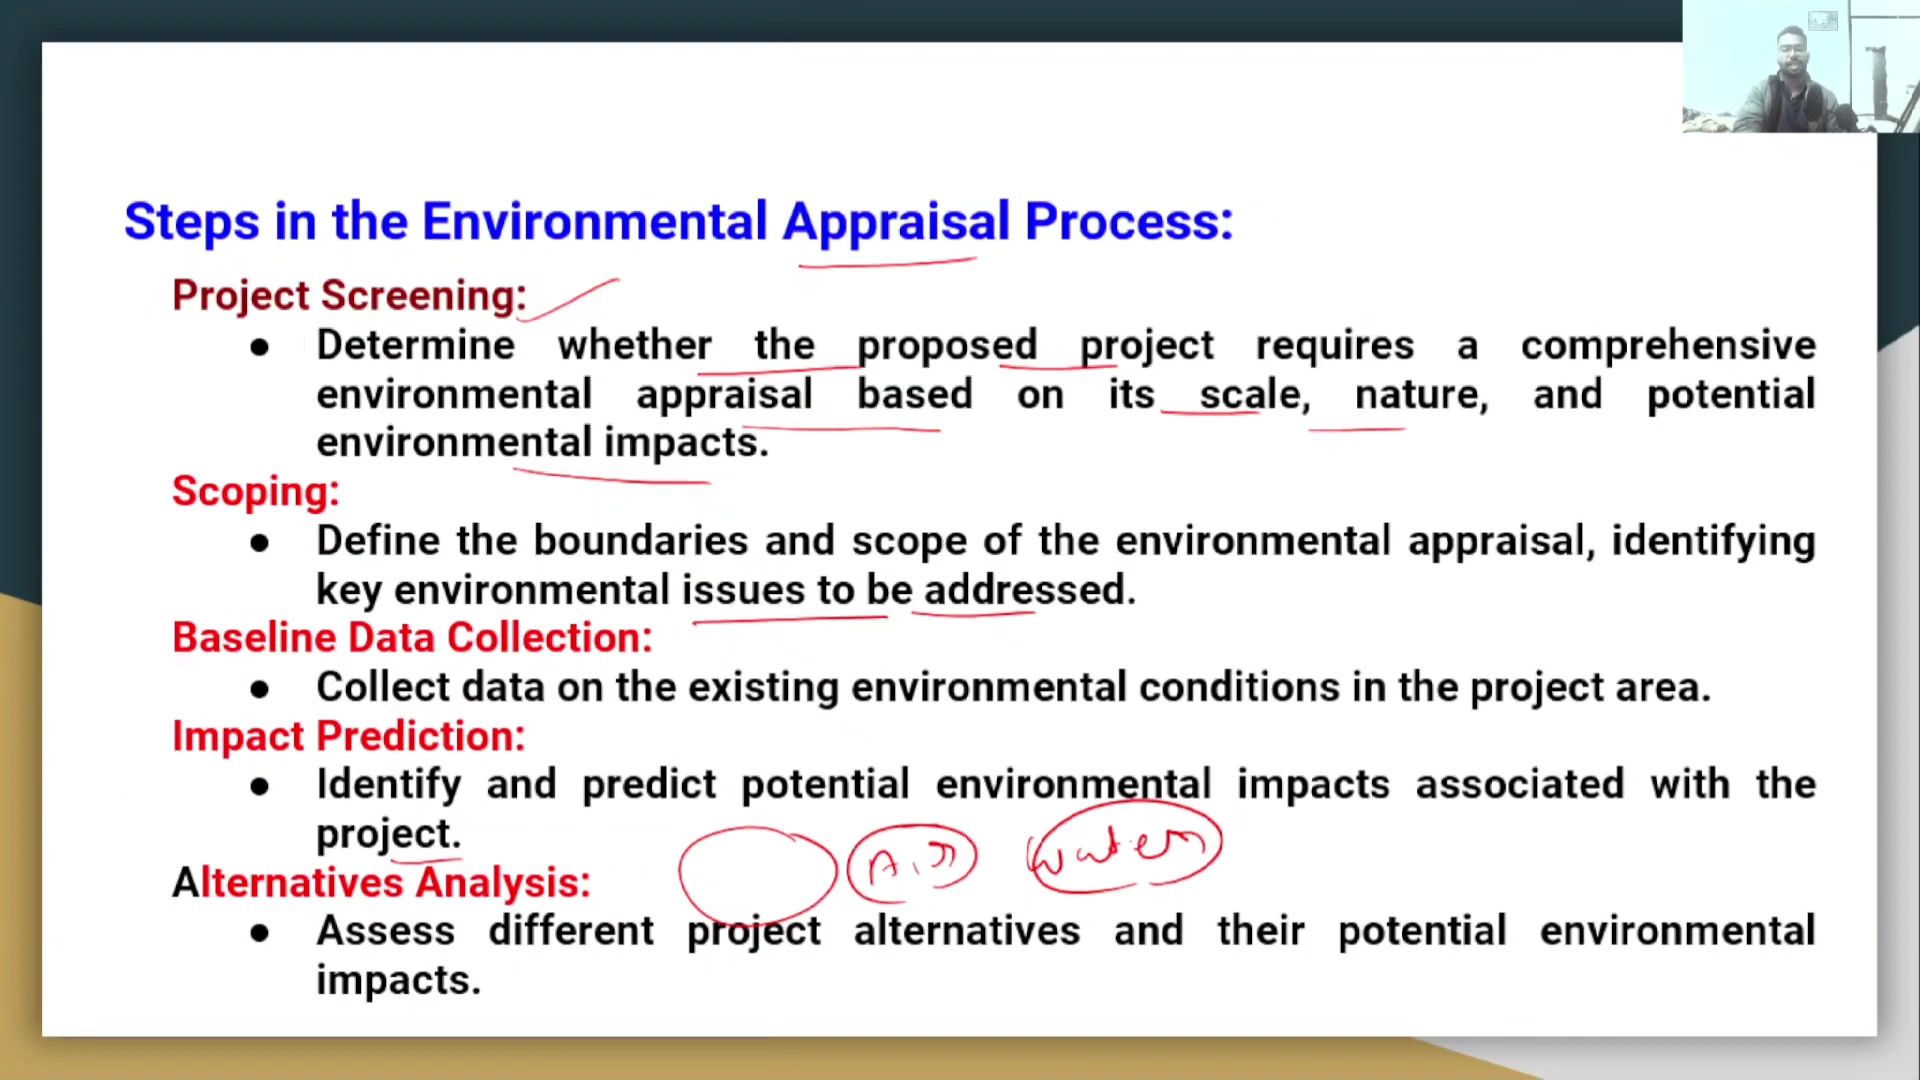 Steps in the Environmental Appraisal Process:
Project Screening:
● Determine whether the proposed project requires a comprehensive
environmental appraisal based on its scale, nature, and potential
environmental impacts.
Scoping:
● Define the boundaries and scope of the environmental appraisal, identifying
key environmental issues to be addressed.
Baseline Data Collection:
● Collect data on the existing environmental conditions in the project area.
Impact Prediction:
● Identify and predict potential environmental impacts associated with the
project.
Air water
Alternatives Analysis:
● Assess different project alternatives and their potential environmental
impacts.